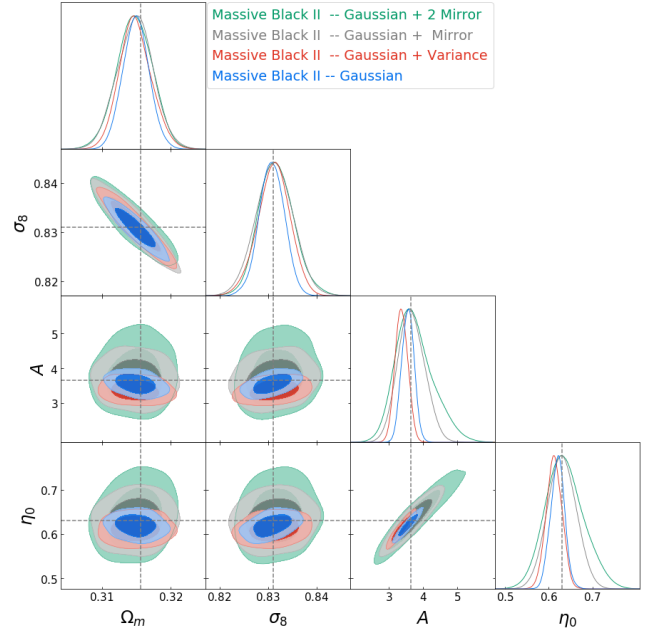 Massive Black II -- Gaussian + 2 Mirror
Massive Black II -- Gaussian + Mirror
Massive Black II -- Gaussian + Variance
Massive Black II -- Gaussian
0.84
0.83
0.82
σ8
5
4
3
A
0.7
0.6
0.5
η0
0.31 0.32 0.82 0.83 0.84 3 4 5 0.5 0.6 0.7
Ωm σ8 A η0